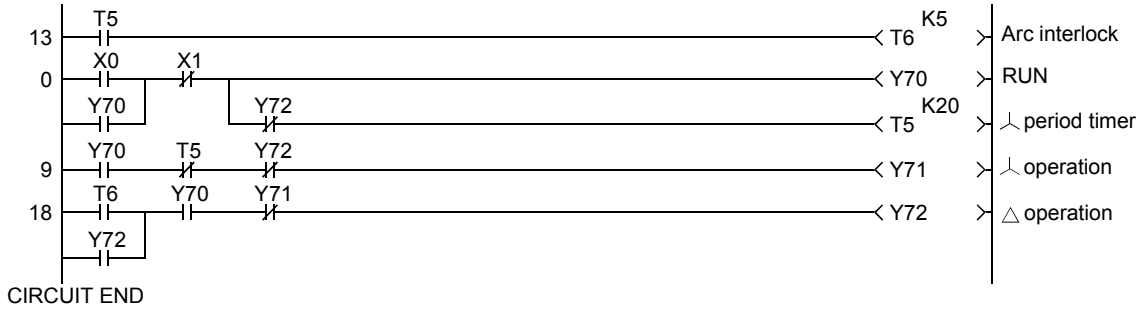 T5 K5
13 T6 Arc interlock
X0 X1
0 Y70 RUN
Y70 Y72 K20
T5 period timer
Y70 T5 Y72
9 Y71 operation
T6 Y70 Y71
18 Y72 operation
Y72
CIRCUIT END